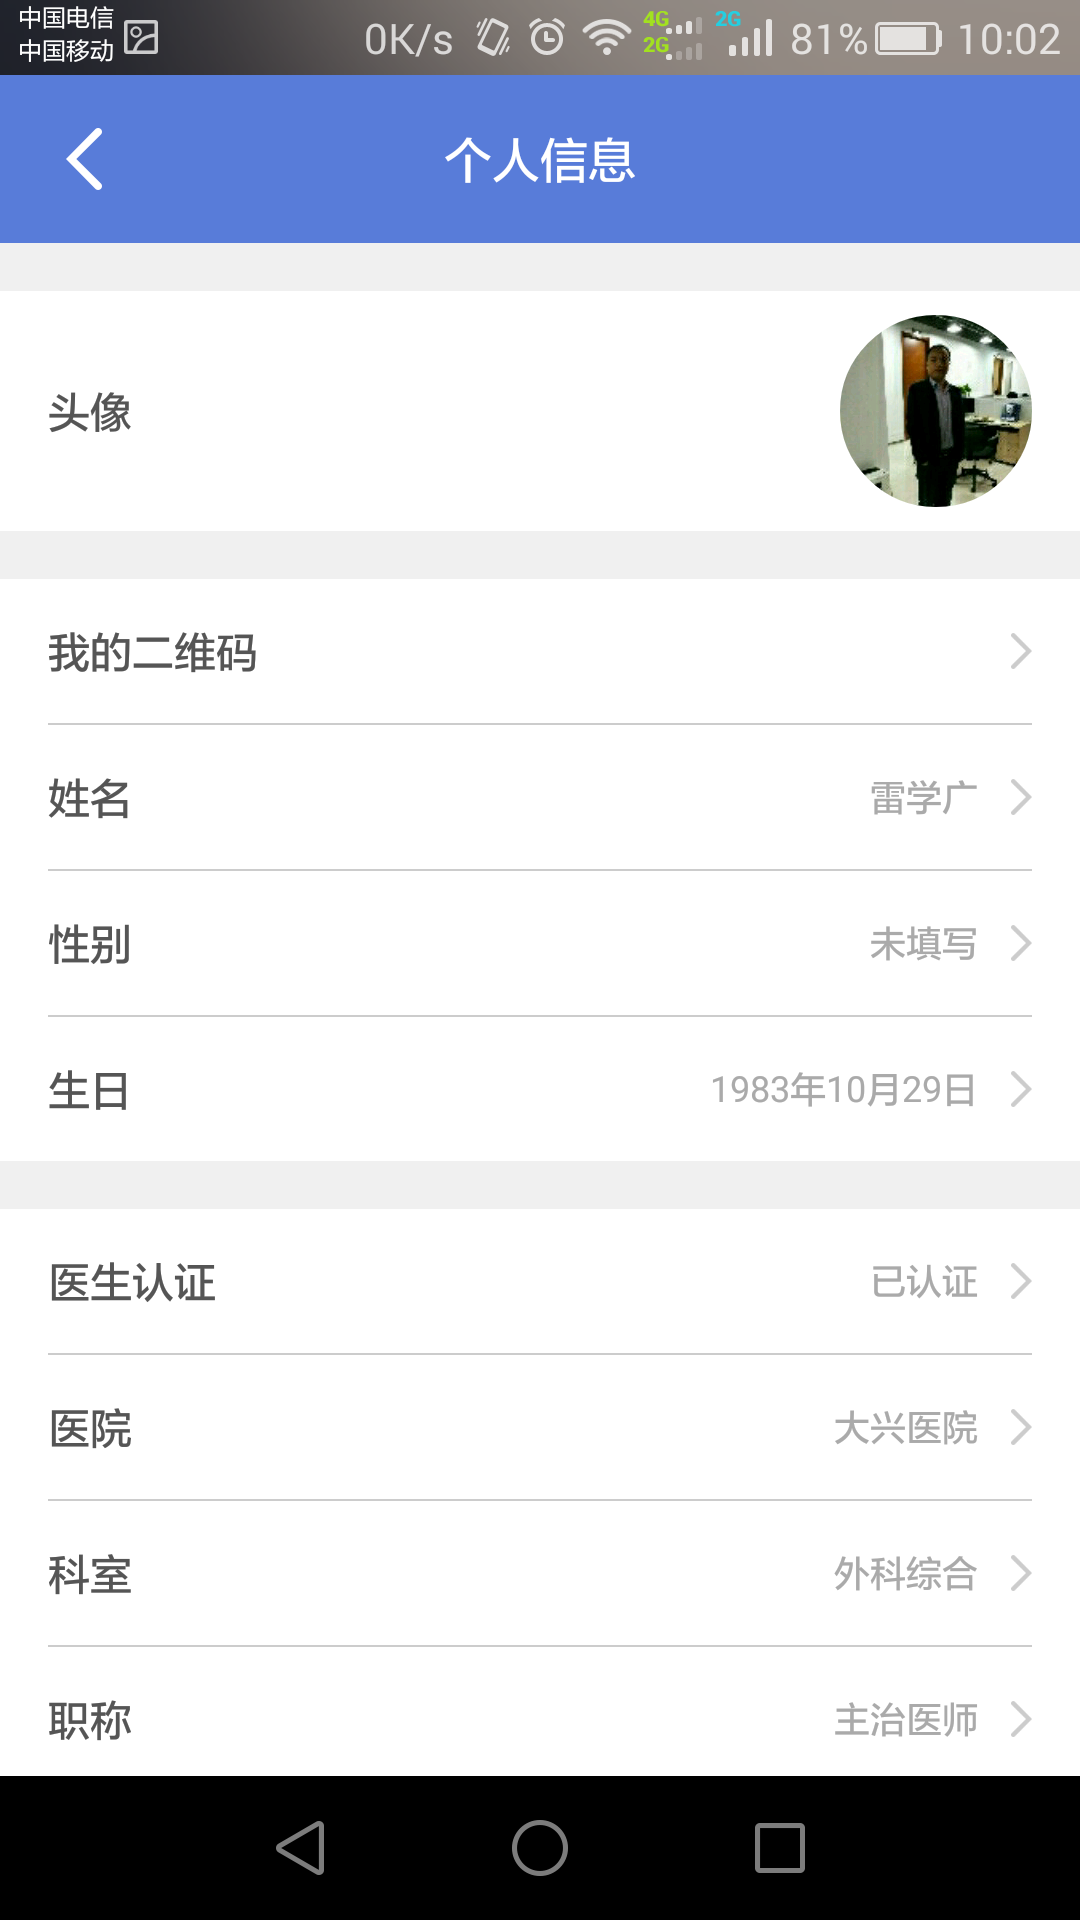 中国电信
中国移动
0K/s 4G 2G 2G 81% 10:02
个人信息
头像
我的二维码
姓名 雷学广
性别 未填写
生日 1983年10月29日
医生认证 已认证
医院 大兴医院
科室 外科综合
职称 主治医师